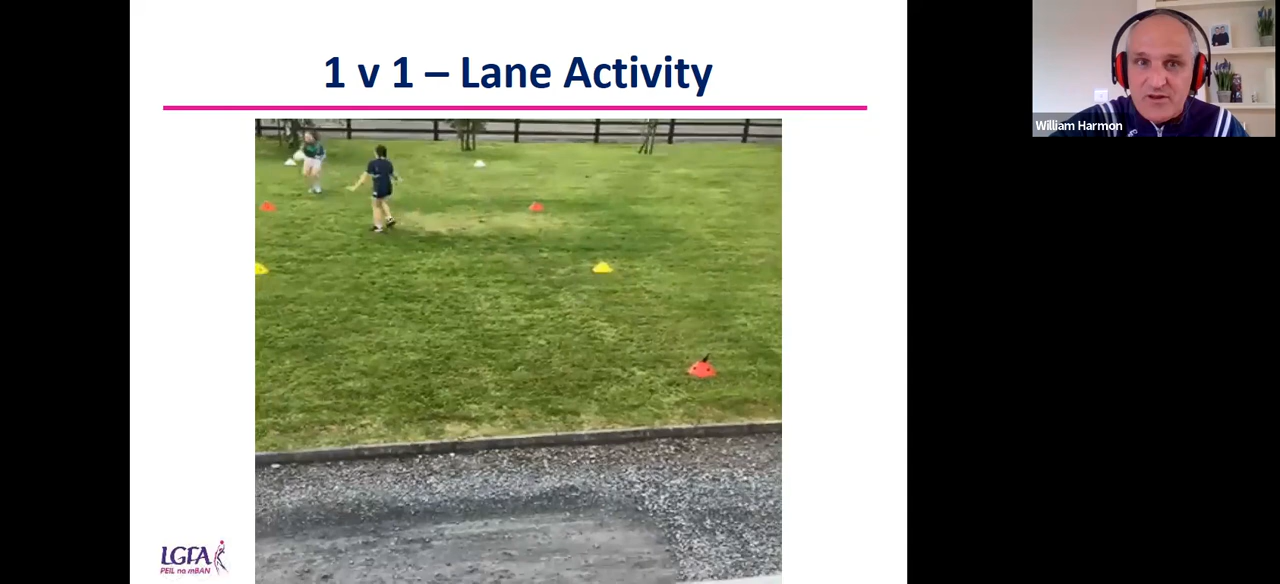 1 v 1 – Lane Activity
William Harmon
LGFA
PEIL na mBAN